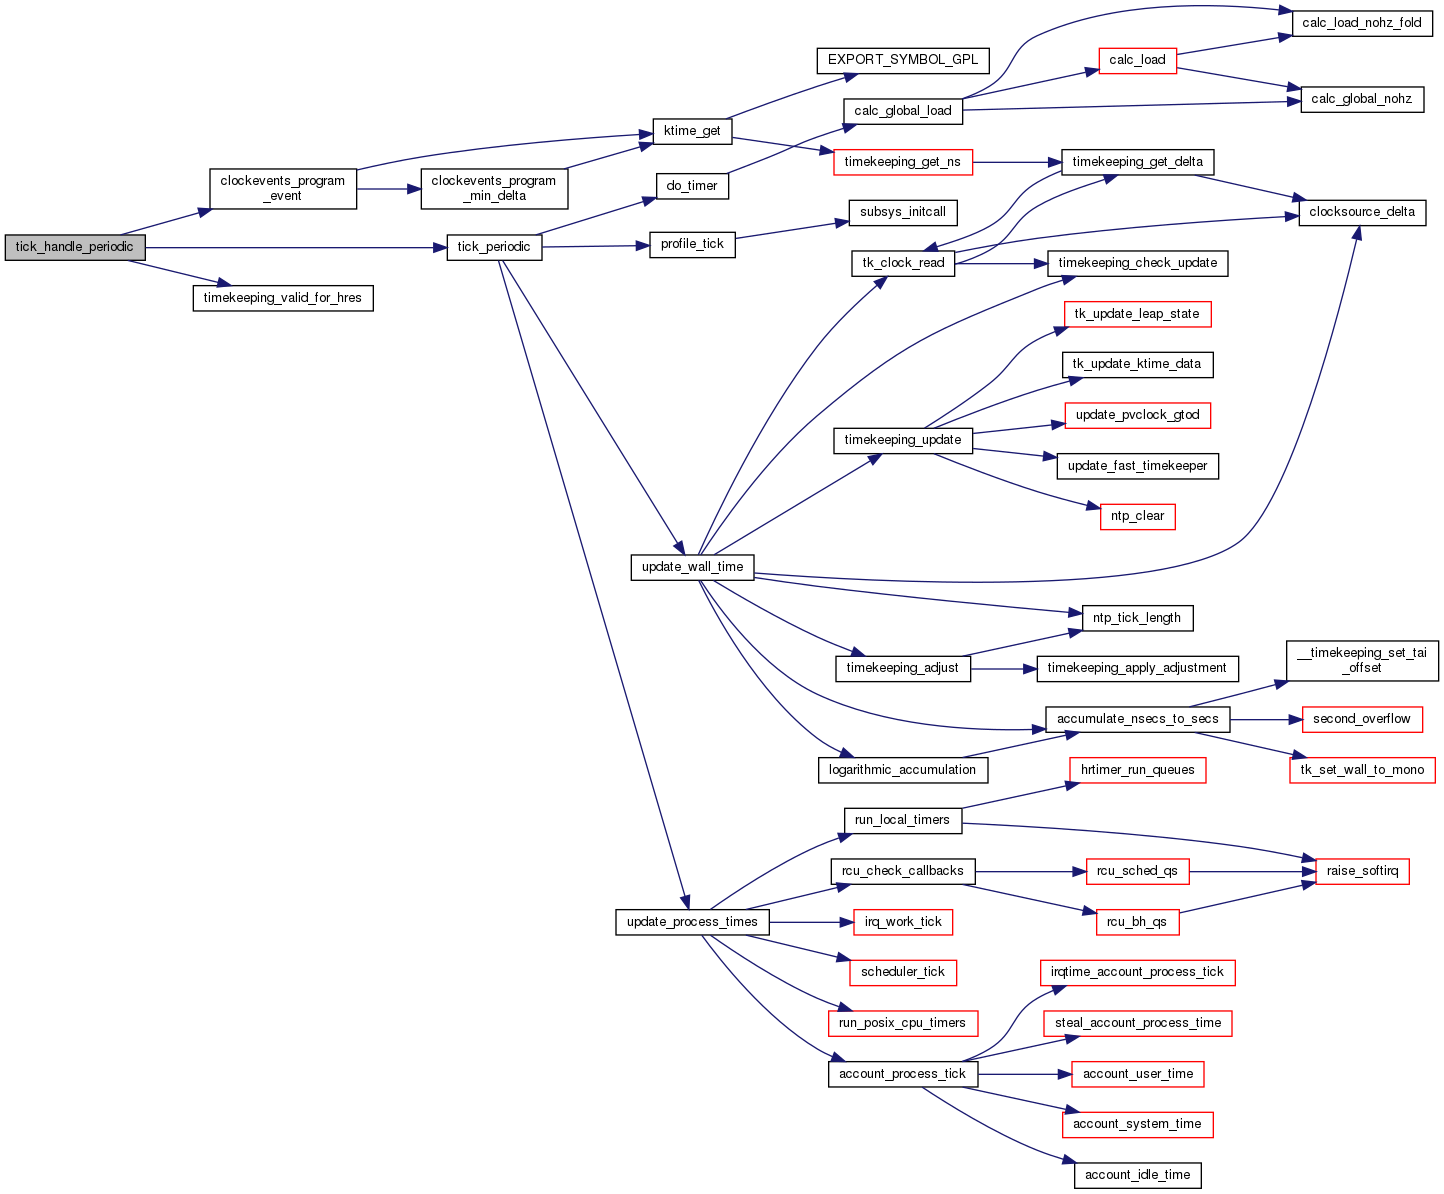 calc_load_nohz_fold
EXPORT_SYMBOL_GPL
calc_load
calc_global_nohz
calc_global_load
ktime_get
timekeeping_get_ns
timekeeping_get_delta
clockevents_program
_event
clockevents_program
_min_delta
do_timer
subsys_initcall
clocksource_delta
tick_handle_periodic
tick_periodic
profile_tick
tk_clock_read
timekeeping_check_update
timekeeping_valid_for_hres
tk_update_leap_state
tk_update_ktime_data
update_pvclock_gtod
timekeeping_update
update_fast_timekeeper
ntp_clear
update_wall_time
ntp_tick_length
timekeeping_adjust
timekeeping_apply_adjustment
__timekeeping_set_tai
_offset
accumulate_nsecs_to_secs
second_overflow
logarithmic_accumulation
hrtimer_run_queues
tk_set_wall_to_mono
run_local_timers
rcu_check_callbacks
rcu_sched_qs
raise_softirq
update_process_times
irq_work_tick
rcu_bh_qs
scheduler_tick
irqtime_account_process_tick
run_posix_cpu_timers
steal_account_process_time
account_process_tick
account_user_time
account_system_time
account_idle_time